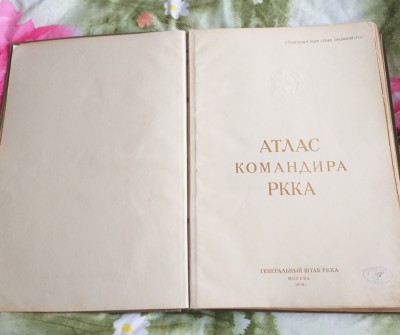 АТЛАС
КОМАНДИРА
РККА
ГЕНЕРАЛЬНЫЙ ШТАБ РККА
МОСКВА